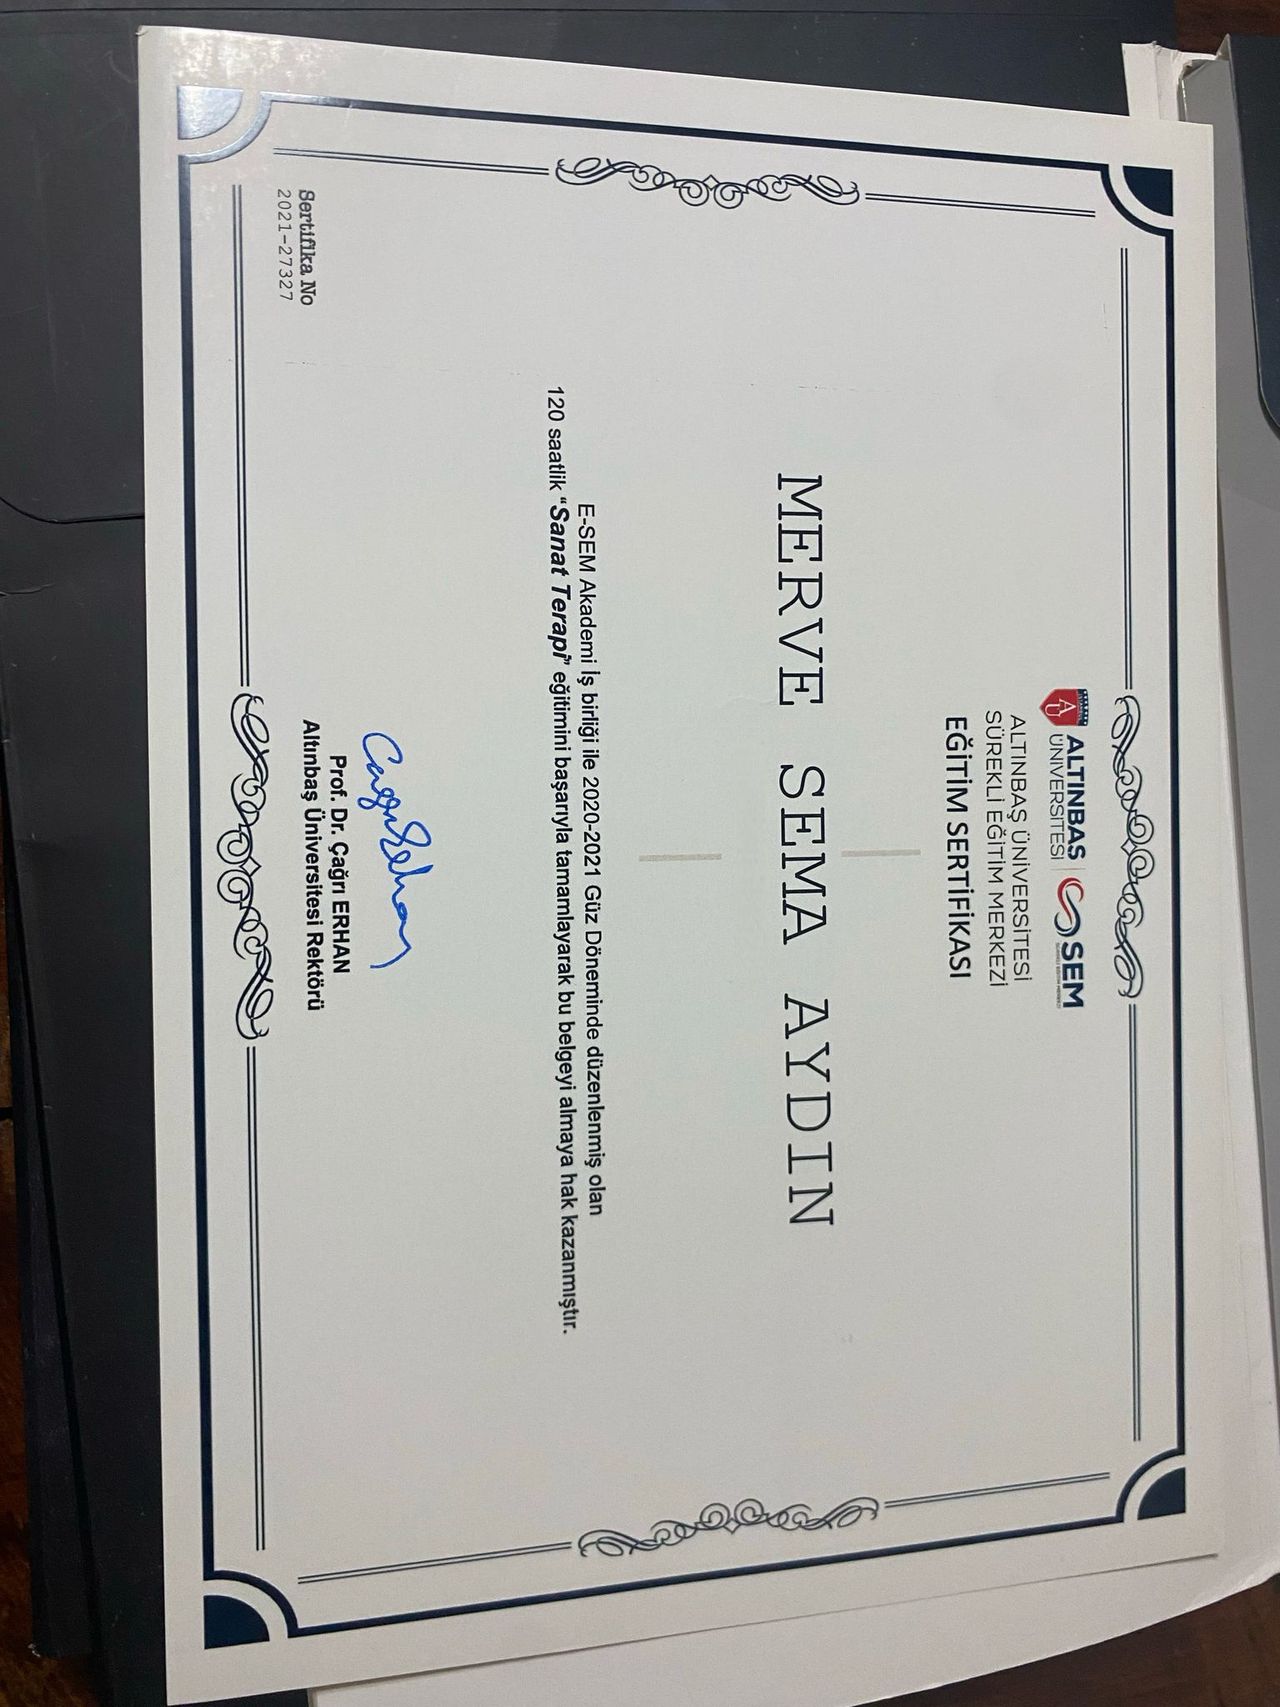 ALTINBAŞ
ÜNİVERSİTESİ
SEM
ALTINBAŞ ÜNİVERSİTESİ
SÜREKLİ EĞİTİM MERKEZİ
EĞİTİM SERTİFİKASI
MERVE SEMA AYDIN
E-SEM Akademi İş birliği ile 2020-2021 Güz Döneminde düzenlenmiş olan
120 saatlik “Sanat Terapi” eğitimini başarıyla tamamlayarak bu belgeyi almaya hak kazanmıştır.
Prof. Dr. Çağrı ERHAN
Altınbaş Üniversitesi Rektörü
Sertifika No
2021-27327